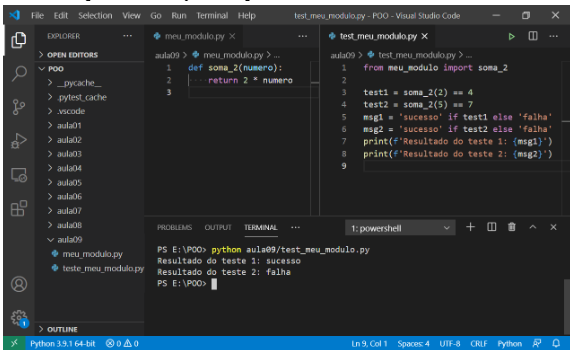 File Edit Selection View Go Run Terminal Help test_meu_modulo.py - POO - Visual Studio Code
EXPLORER
OPEN EDITORS
POO
__pycache__
.pytest_cache
.vscode
aula01
aula02
aula03
aula04
aula05
aula06
aula07
aula08
aula09
meu_modulo.py
teste_meu_modulo.py
OUTLINE
meu_modulo.py
aula09 > meu_modulo.py > ...
1 def soma_2(numero):
2 return 2 * numero
3
test_meu_modulo.py
aula09 > test_meu_modulo.py > ...
1 from meu_modulo import soma_2
2
3 test1 = soma_2(2) == 4
4 test2 = soma_2(5) == 7
5 msg1 = 'sucesso' if test1 else 'falha'
6 msg2 = 'sucesso' if test2 else 'falha'
7 print(f'Resultado do teste 1: {msg1}')
8 print(f'Resultado do teste 2: {msg2}')
9
PROBLEMS OUTPUT TERMINAL ... 1: powershell
PS E:\POO> python aula09/test_meu_modulo.py
Resultado do teste 1: sucesso
Resultado do teste 2: falha
PS E:\POO>
1
Python 3.9.1 64-bit 0 0 Ln 9, Col 1 Spaces: 4 UTF-8 CRLF Python